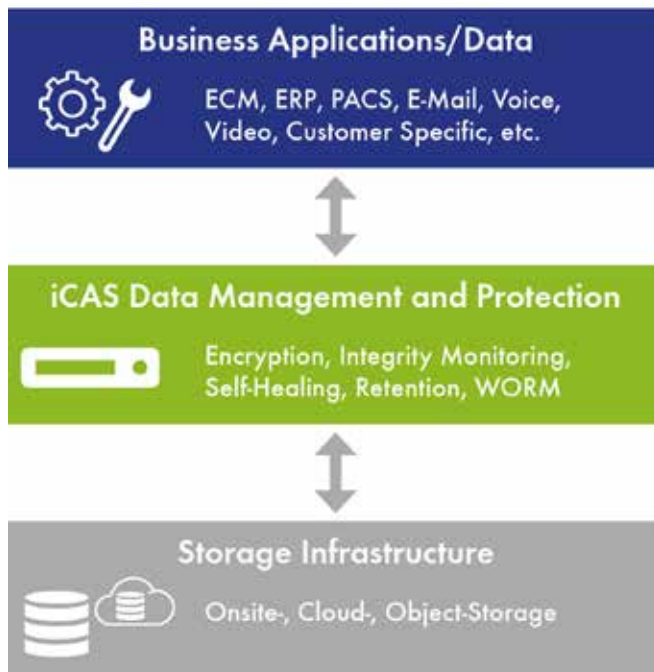 Business Applications/Data
ECM, ERP, PACS, E-Mail, Voice,
Video, Customer Specific, etc.
iCAS Data Management and Protection
Encryption, Integrity Monitoring,
Self-Healing, Retention, WORM
Storage Infrastructure
Onsite-, Cloud-, Object-Storage